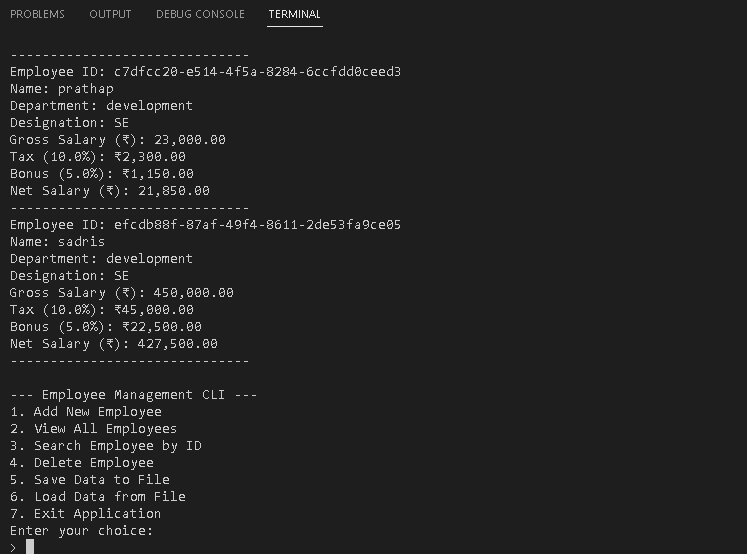 PROBLEMS OUTPUT DEBUG CONSOLE TERMINAL
------------------------------
Employee ID: c7dfcc20-e514-4f5a-8284-6ccfdd0ceed3
Name: prathap
Department: development
Designation: SE
Gross Salary (₹): 23,000.00
Tax (10.0%): ₹2,300.00
Bonus (5.0%): ₹1,150.00
Net Salary (₹): 21,850.00
------------------------------
Employee ID: efcdb88f-87af-49f4-8611-2de53fa9ce05
Name: sadris
Department: development
Designation: SE
Gross Salary (₹): 450,000.00
Tax (10.0%): ₹45,000.00
Bonus (5.0%): ₹22,500.00
Net Salary (₹): 427,500.00
------------------------------
--- Employee Management CLI ---
1. Add New Employee
2. View All Employees
3. Search Employee by ID
4. Delete Employee
5. Save Data to File
6. Load Data from File
7. Exit Application
Enter your choice:
>